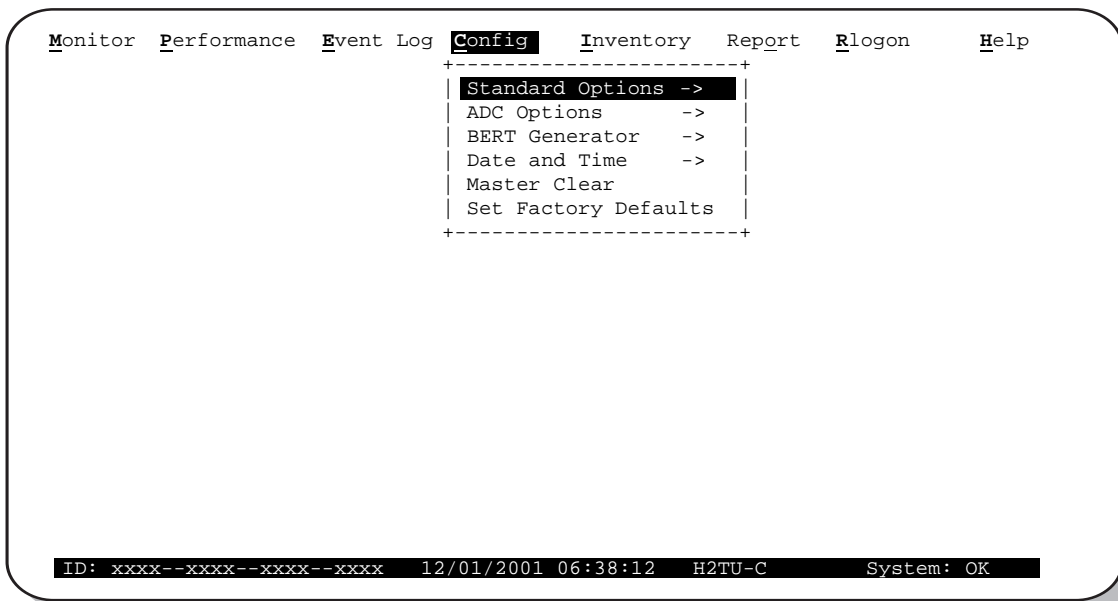 Monitor  Performance  Event Log  Config  Inventory  Report  Rlogon  Help
+-----------------------+
| Standard Options -> |
| ADC Options -> |
| BERT Generator -> |
| Date and Time -> |
| Master Clear |
| Set Factory Defaults |
+-----------------------+
ID: xxxx--xxxx--xxxx--xxxx  12/01/2001 06:38:12  H2TU-C  System: OK